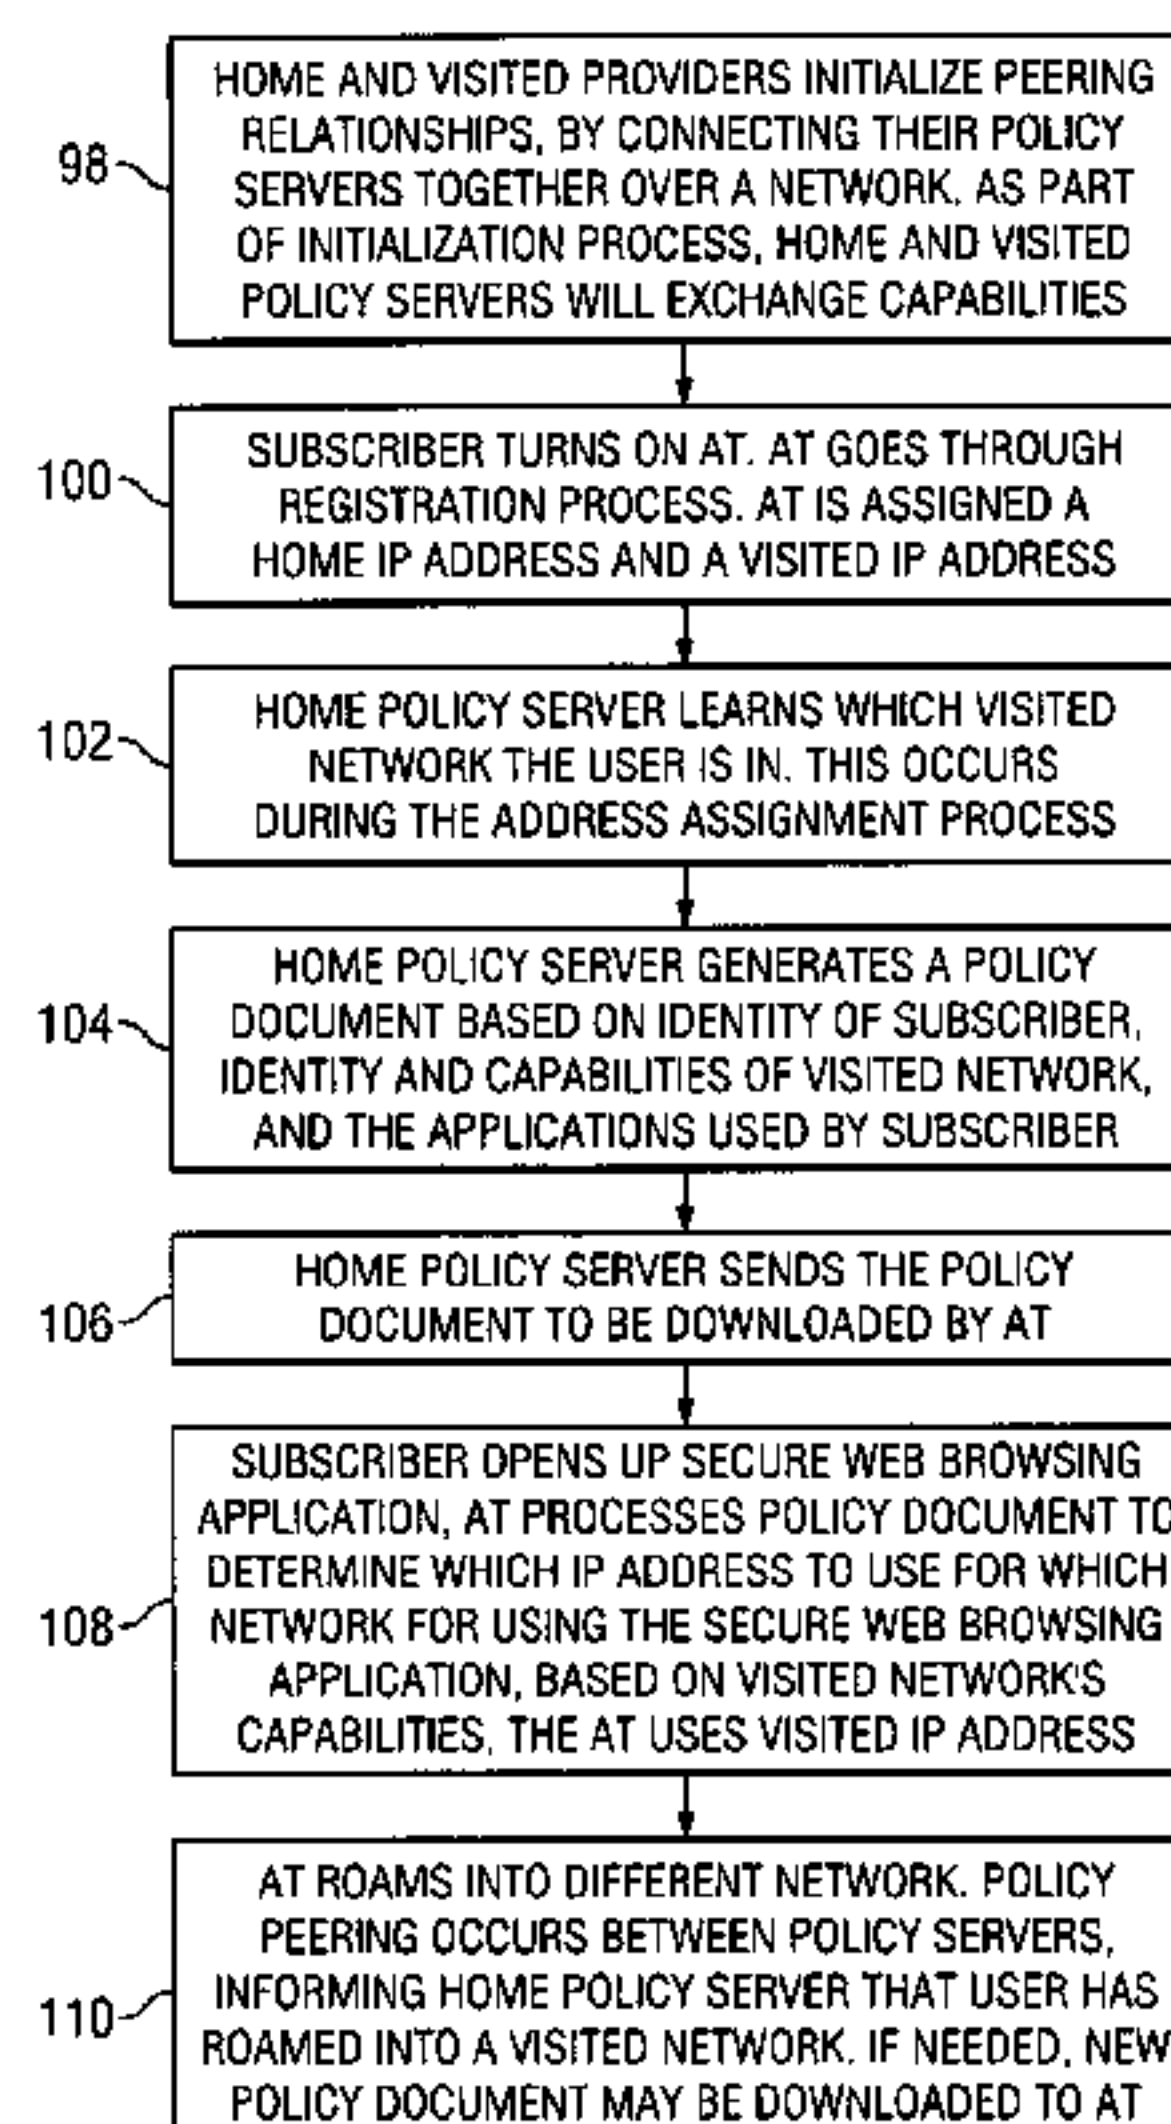 98
HOME AND VISITED PROVIDERS INITIALIZE PEERING
RELATIONSHIPS, BY CONNECTING THEIR POLICY
SERVERS TOGETHER OVER A NETWORK. AS PART
OF INITIALIZATION PROCESS, HOME AND VISITED
POLICY SERVERS WILL EXCHANGE CAPABILITIES
100
SUBSCRIBER TURNS ON AT. AT GOES THROUGH
REGISTRATION PROCESS. AT IS ASSIGNED A
HOME IP ADDRESS AND A VISITED IP ADDRESS
102
HOME POLICY SERVER LEARNS WHICH VISITED
NETWORK THE USER IS IN. THIS OCCURS
DURING THE ADDRESS ASSIGNMENT PROCESS
104
HOME POLICY SERVER GENERATES A POLICY
DOCUMENT BASED ON IDENTITY OF SUBSCRIBER,
IDENTITY AND CAPABILITIES OF VISITED NETWORK,
AND THE APPLICATIONS USED BY SUBSCRIBER
106
HOME POLICY SERVER SENDS THE POLICY
DOCUMENT TO BE DOWNLOADED BY AT
108
SUBSCRIBER OPENS UP SECURE WEB BROWSING
APPLICATION, AT PROCESSES POLICY DOCUMENT TO
DETERMINE WHICH IP ADDRESS TO USE FOR WHICH
NETWORK FOR USING THE SECURE WEB BROWSING
APPLICATION, BASED ON VISITED NETWORK'S
CAPABILITIES, THE AT USES VISITED IP ADDRESS
110
AT ROAMS INTO DIFFERENT NETWORK. POLICY
PEERING OCCURS BETWEEN POLICY SERVERS,
INFORMING HOME POLICY SERVER THAT USER HAS
ROAMED INTO A VISITED NETWORK. IF NEEDED, NEW
POLICY DOCUMENT MAY BE DOWNLOADED TO AT